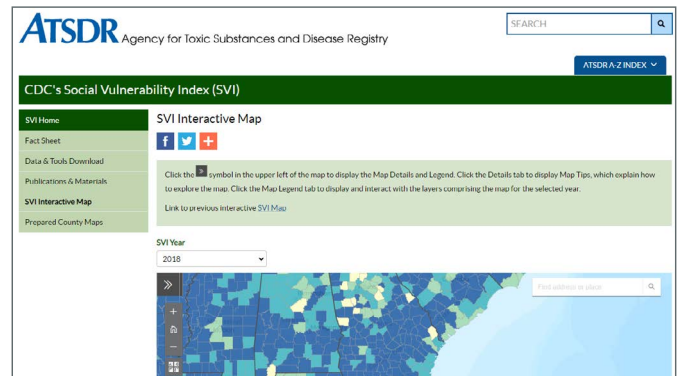 ATSDR Agency for Toxic Substances and Disease Registry
SEARCH
ATSDR A-Z INDEX
CDC's Social Vulnerability Index (SVI)
SVI Home
Fact Sheet
Data & Tools Download
Publications & Materials
SVI Interactive Map
Prepared County Maps
SVI Interactive Map
Click the » symbol in the upper left of the map to display the Map Details and Legend. Click the Details tab to display Map Tips, which explain how
to explore the map. Click the Map Legend tab to display and interact with the layers comprising the map for the selected year.
Link to previous interactive SVI Map
SVI Year
2018
Find address or place